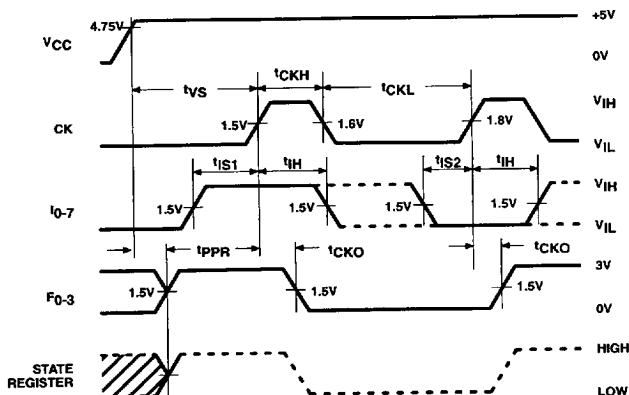 4.75V
+5V
VCC
0V
tVS
tCKH
tCKL
VIH
CK
1.5V
1.6V
1.8V
VIL
tIS1
tIH
tIS2
tIH
VIH
I0-7
1.5V
1.5V
1.5V
1.5V
VIL
tPPR
tCKO
tCKO
3V
F0-3
1.5V
1.5V
1.5V
0V
HIGH
STATE
REGISTER
LOW